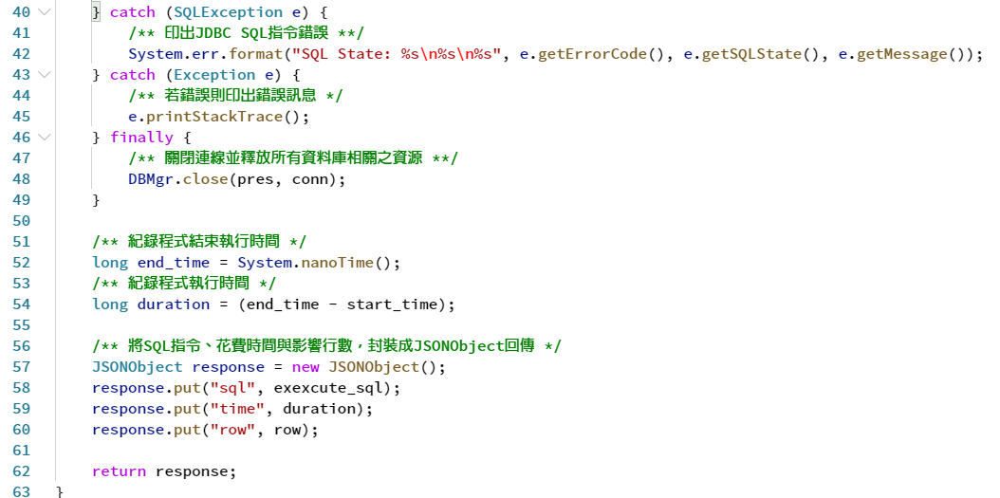 40 } catch (SQLException e) {
41 /** 印出JDBC SQL指令錯誤 **/
42 System.err.format("SQL State: %s\n%s\n%s", e.getErrorCode(), e.getSQLState(), e.getMessage());
43 } catch (Exception e) {
44 /** 若錯誤則印出錯誤訊息 */
45 e.printStackTrace();
46 } finally {
47 /** 關閉連線並釋放所有資料庫相關之資源 **/
48 DBMgr.close(pres, conn);
49 }
50
51 /** 紀錄程式結束執行時間 */
52 long end_time = System.nanoTime();
53 /** 紀錄程式執行時間 */
54 long duration = (end_time - start_time);
55
56 /** 將SQL指令、花費時間與影響行數，封裝成JSONObject回傳 */
57 JSONObject response = new JSONObject();
58 response.put("sql", exexcute_sql);
59 response.put("time", duration);
60 response.put("row", row);
61
62 return response;
63 }